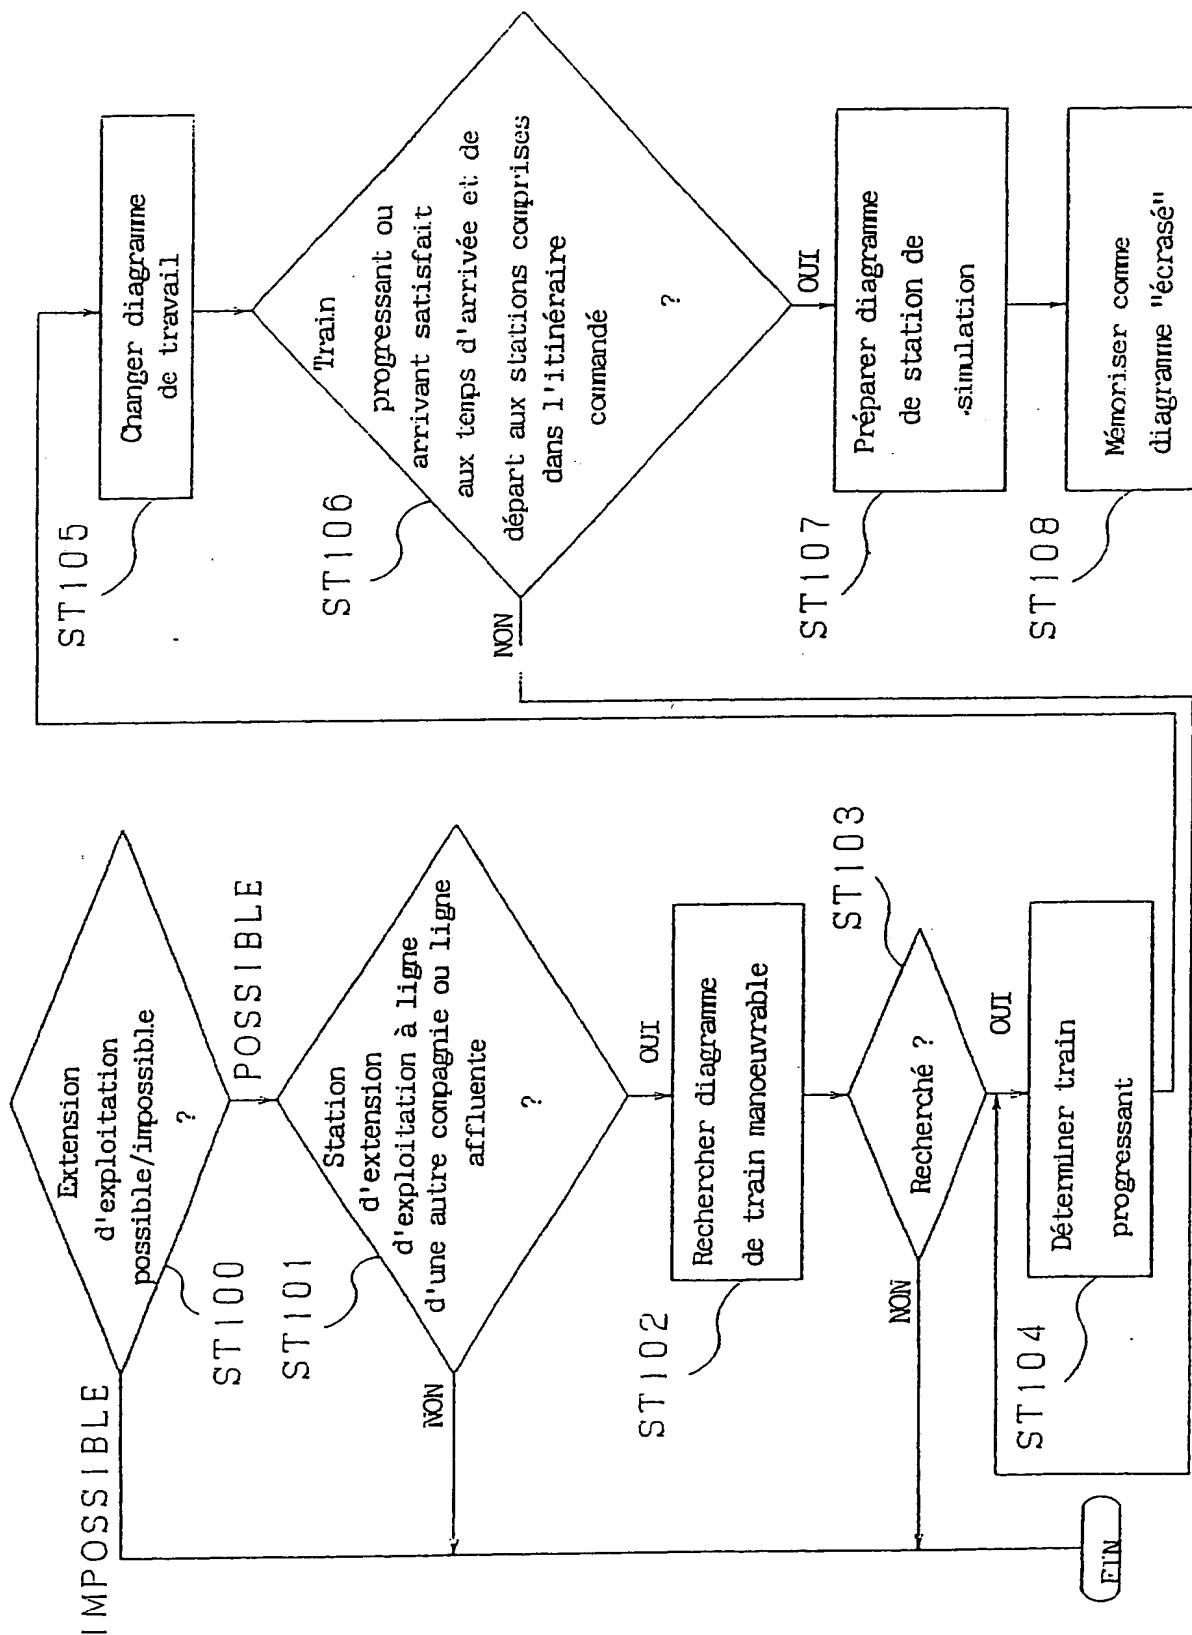 IMPOSSIBLE
Extension
d'exploitation
possible/impossible
?
ST100
POSSIBLE
Station
d'extension
d'exploitation à ligne
d'une autre compagnie ou ligne
affluente
?
ST101
NON
OUI
Rechercher diagramme
de train manoeuvrable
ST102
Recherché ?
ST103
NON
OUI
Déterminer train
progressant
ST104
FIN
Changer diagramme
de travail
ST105
Train
progressant ou
arrivant satisfait
aux temps d'arrivée et de
départ aux stations comprises
dans l'itinéraire
commandé
?
ST106
NON
OUI
Préparer diagramme
de station de
simulation
ST107
Mémoriser comme
diagramme "écrasé"
ST108